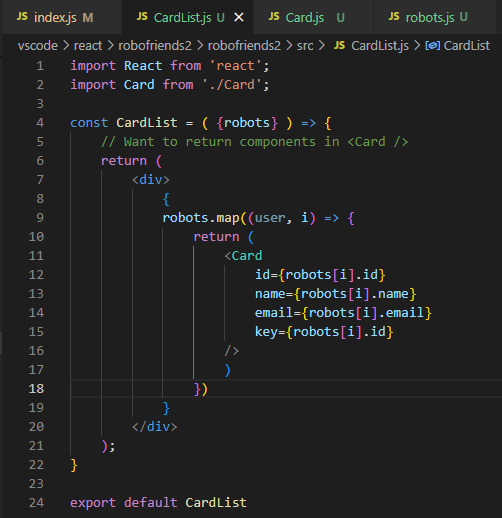 index.js M CardList.js U × Card.js U robots.js U
vscode > react > robofriends2 > robofriends2 > src > JS CardList.js > CardList
1 import React from 'react';
2 import Card from './Card';
3
4 const CardList = ( {robots} ) => {
5     // Want to return components in <Card />
6     return (
7         <div>
8             {
9             robots.map((user, i) => {
10                 return (
11                     <Card
12                         id={robots[i].id}
13                         name={robots[i].name}
14                         email={robots[i].email}
15                         key={robots[i].id}
16                     />
17                     )
18                 })
19             }
20         </div>
21     );
22 }
23
24 export default CardList